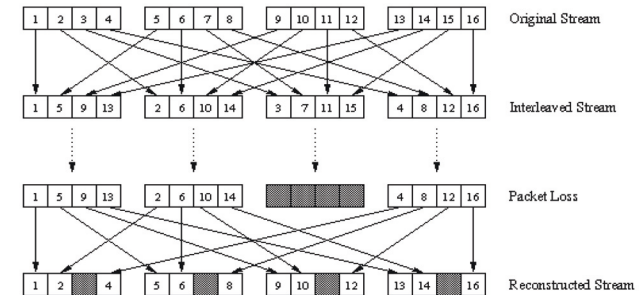 1 2 3 4 5 6 7 8 9 10 11 12 13 14 15 16 Original Stream
1 5 9 13 2 6 10 14 3 7 11 15 4 8 12 16 Interleaved Stream
1 5 9 13 2 6 10 14 4 8 12 16 Packet Loss
1 2 4 5 6 8 9 10 12 13 14 16 Reconstructed Stream